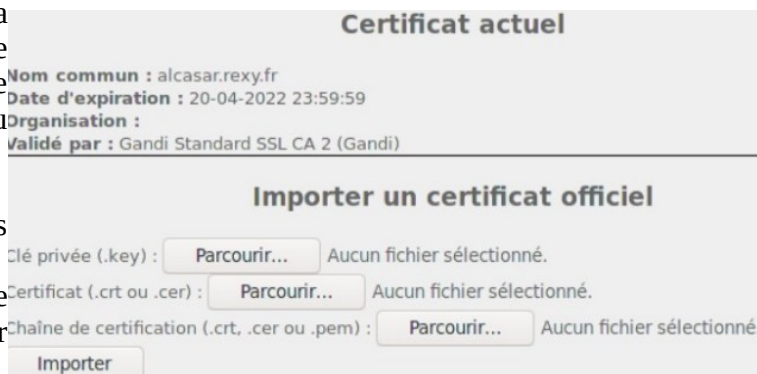 Certificat actuel
Nom commun : alcasar.rexy.fr
Date d'expiration : 20-04-2022 23:59:59
Organisation :
Validé par : Gandi Standard SSL CA 2 (Gandi)
Importer un certificat officiel
Clé privée (.key) : Parcourir... Aucun fichier sélectionné.
Certificat (.crt ou .cer) : Parcourir... Aucun fichier sélectionné.
Chaîne de certification (.crt, .cer ou .pem) : Parcourir... Aucun fichier sélectionné
Importer